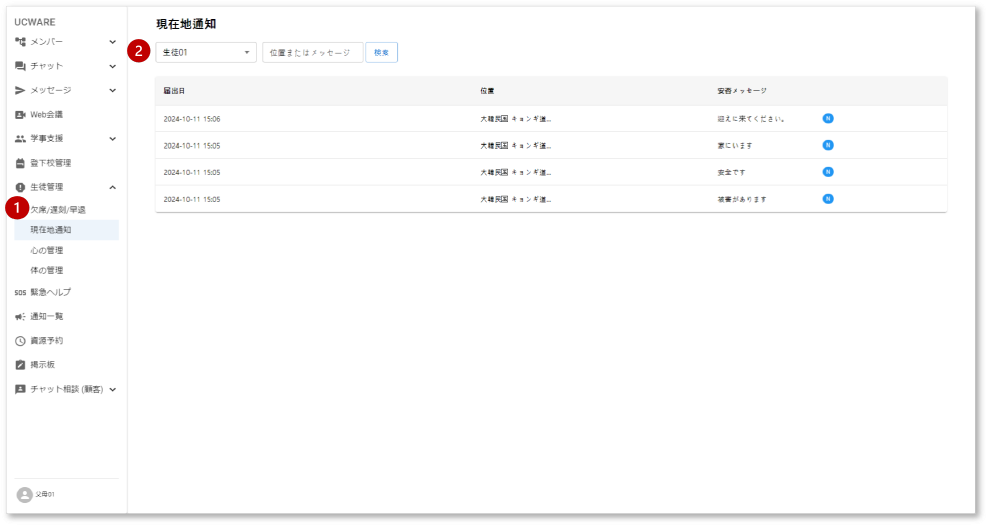 UCWARE
メンバー
チャット
メッセージ
Web会議
学事支援
登下校管理
生徒管理
1
欠席/遅刻/早退
現在地通知
心の管理
体の管理
SOS 緊急ヘルプ
通知一覧
資源予約
掲示板
チャット相談 (顧客)
父母01
現在地通知
2
生徒01 位置またはメッセージ 検索
届出日 位置 安否メッセージ
2024-10-11 15:06 大韓民国 キョンギ道... 迎えに来てください。 N
2024-10-11 15:05 大韓民国 キョンギ道... 家にいます N
2024-10-11 15:05 大韓民国 キョンギ道... 安全です N
2024-10-11 15:05 大韓民国 キョンギ道... 被害があります N